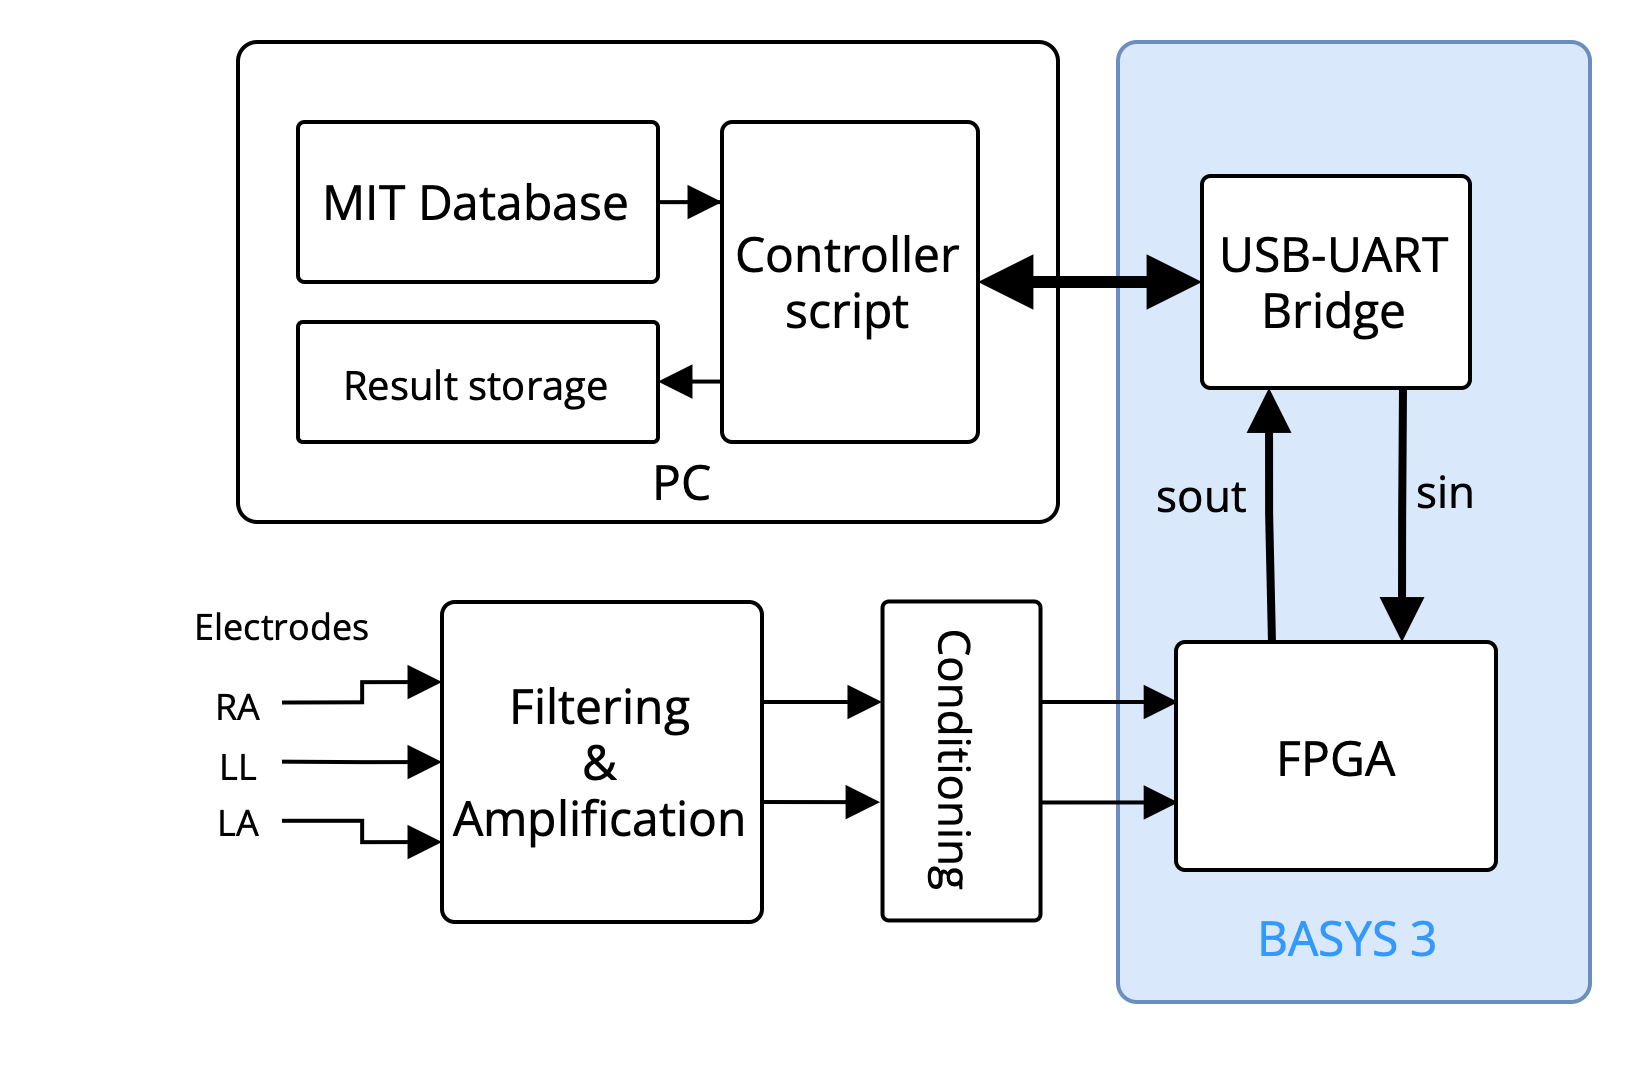 MIT Database
Controller
script
Result storage
PC
USB-UART
Bridge
sout
sin
Electrodes
RA
LL
LA
Filtering
&
Amplification
Conditioning
FPGA
BASYS 3